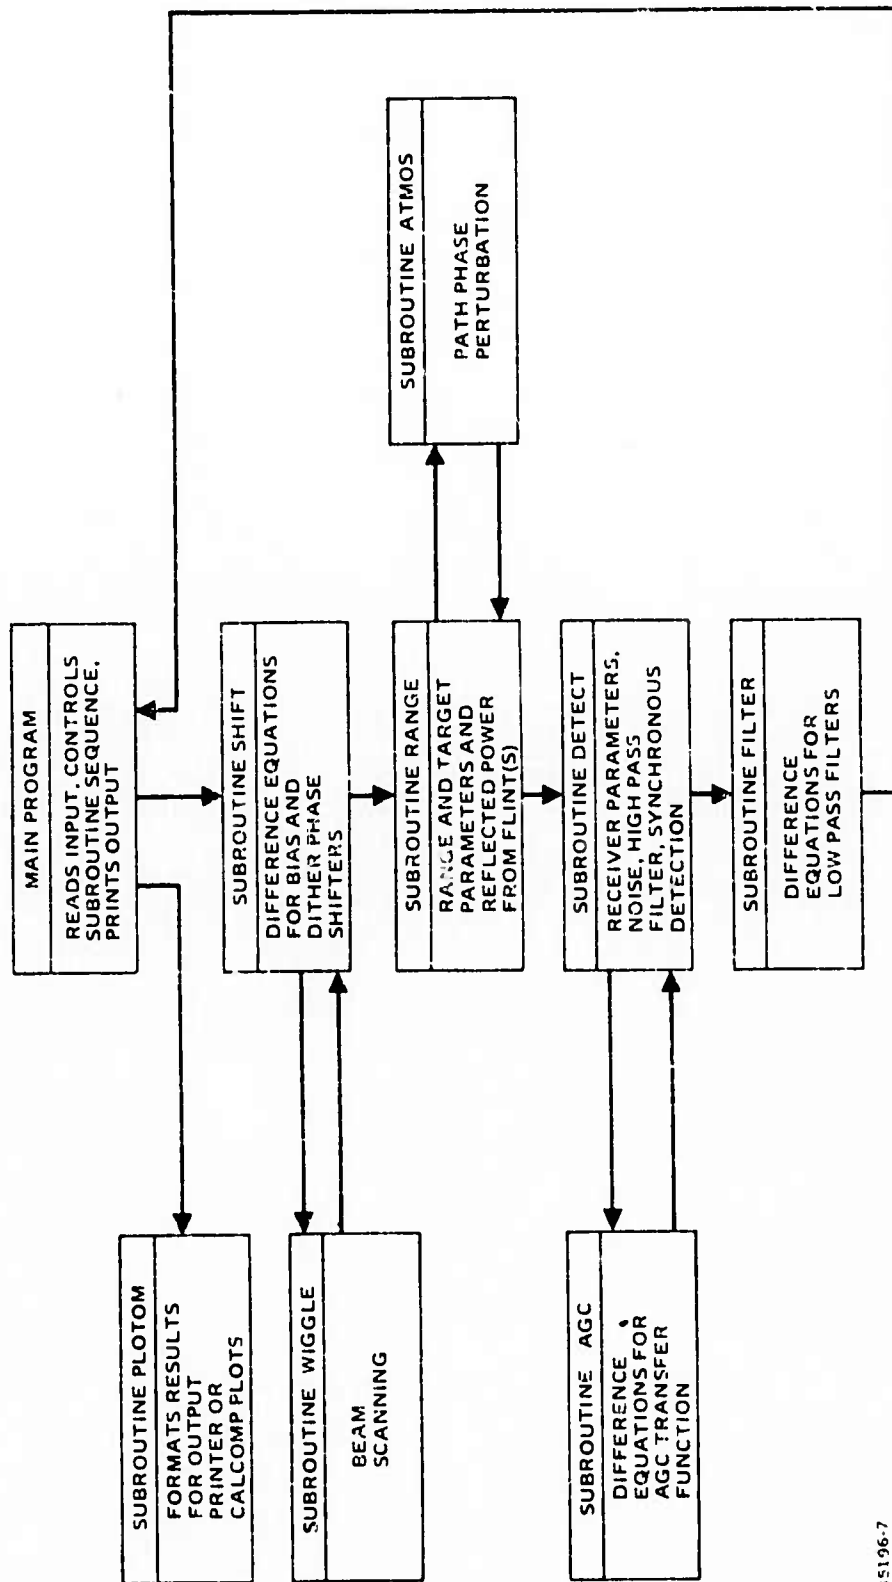 MAIN PROGRAM
READS INPUT, CONTROLS
SUBROUTINE SEQUENCE,
PRINTS OUTPUT
SUBROUTINE PLOTOM
FORMATS RESULTS
FOR OUTPUT
PRINTER OR
CALCOMP PLOTS
SUBROUTINE SHIFT
DIFFERENCE EQUATIONS
FOR BIAS AND
DITHER PHASE
SHIFTERS
SUBROUTINE WIGGLE
BEAM
SCANNING
SUBROUTINE RANGE
RANGE AND TARGET
PARAMETERS AND
REFLECTED POWER
FROM FLINT(S)
SUBROUTINE ATMOS
PATH PHASE
PERTURBATION
SUBROUTINE DETECT
RECEIVER PARAMETERS,
NOISE, HIGH PASS
FILTER, SYNCHRONOUS
DETECTION
SUBROUTINE AGC
DIFFERENCE
EQUATIONS FOR
AGC TRANSFER
FUNCTION
SUBROUTINE FILTER
DIFFERENCE
EQUATIONS FOR
LOW PASS FILTERS
5196-7